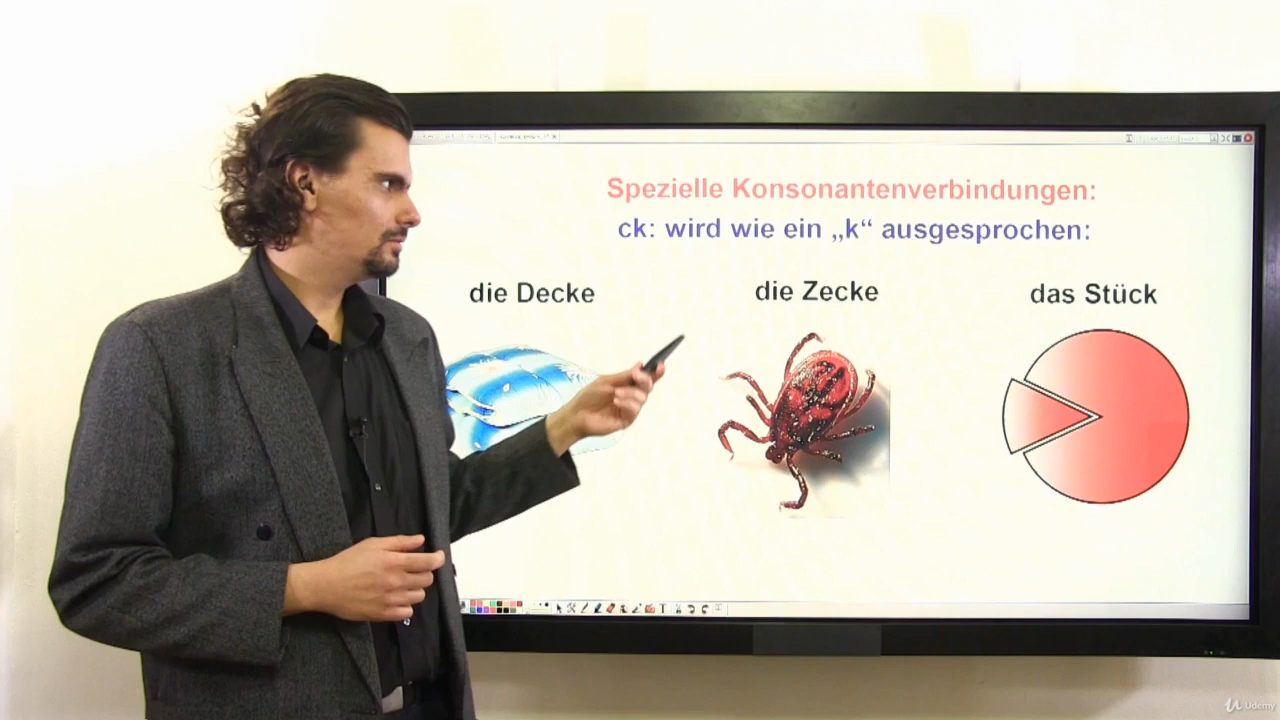 Spezielle Konsonantenverbindungen:
ck: wird wie ein „k“ ausgesprochen:
die Decke
die Zecke
das Stück
Udemy